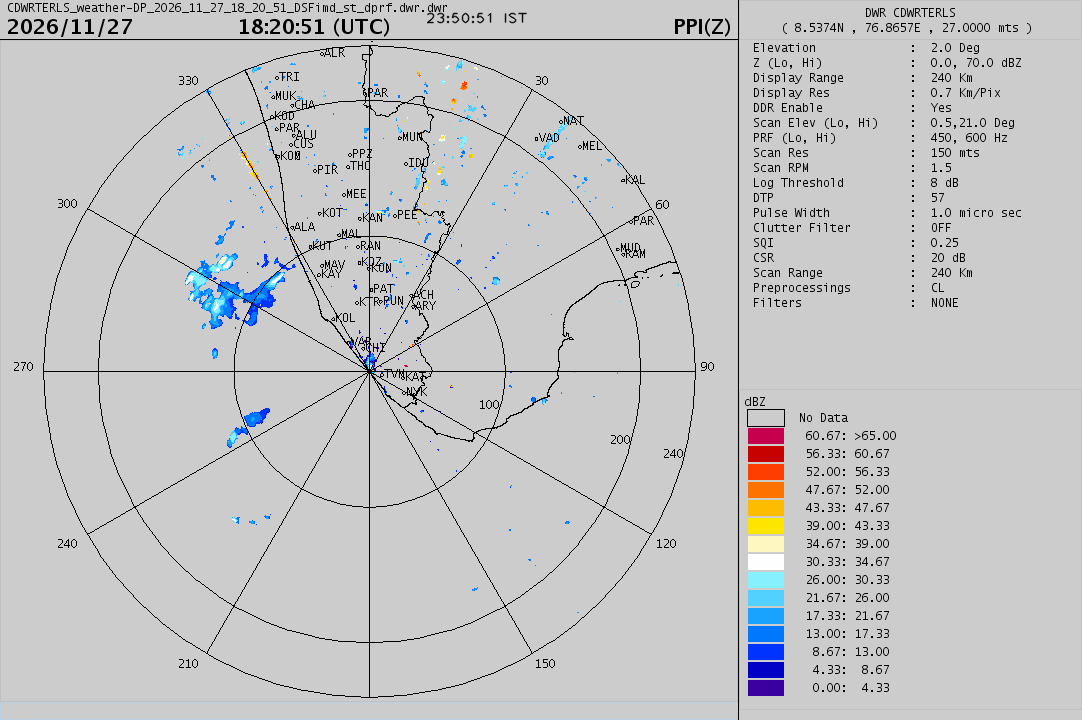 CDWRTERLS_weather-DP_2026_11_27_18_20_51_DSFimd_st_dprf.dwr.dwr
23:50:51 IST
2026/11/27
18:20:51 (UTC)
PPI(Z)
DWR CDWRTERLS
( 8.5374N , 76.8657E , 27.0000 mts )
Elevation : 2.0 Deg
Z (Lo, Hi) : 0.0, 70.0 dBZ
Display Range : 240 Km
Display Res : 0.7 Km/Pix
DDR Enable : Yes
Scan Elev (Lo, Hi) : 0.5,21.0 Deg
PRF (Lo, Hi) : 450, 600 Hz
Scan Res : 150 mts
Scan RPM : 1.5
Log Threshold : 8 dB
DTP : 57
Pulse Width : 1.0 micro sec
Clutter Filter : OFF
SQI : 0.25
CSR : 20 dB
Scan Range : 240 Km
Preprocessings : CL
Filters : NONE
dBZ
No Data
60.67: >65.00
56.33: 60.67
52.00: 56.33
47.67: 52.00
43.33: 47.67
39.00: 43.33
34.67: 39.00
30.33: 34.67
26.00: 30.33
21.67: 26.00
17.33: 21.67
13.00: 17.33
8.67: 13.00
4.33: 8.67
0.00: 4.33
ALR
TRI
330
30
MUK
PAR
CHA
KOD
NAT
PAR
ALU
MUN
VAD
CUS
MEL
PPZ
THO
IDU
PIR
KAL
MEE
300
60
KOT
KAN
PEE
PAR
ALA
MAL
KUT
RAN
MUD
RAM
MAV
KOZ
KON
KAY
PAT
ACH
KTR
PUN
ARY
KOL
VAR
270
90
TVN
KAT
NYK
100
200
240
240
120
210
150